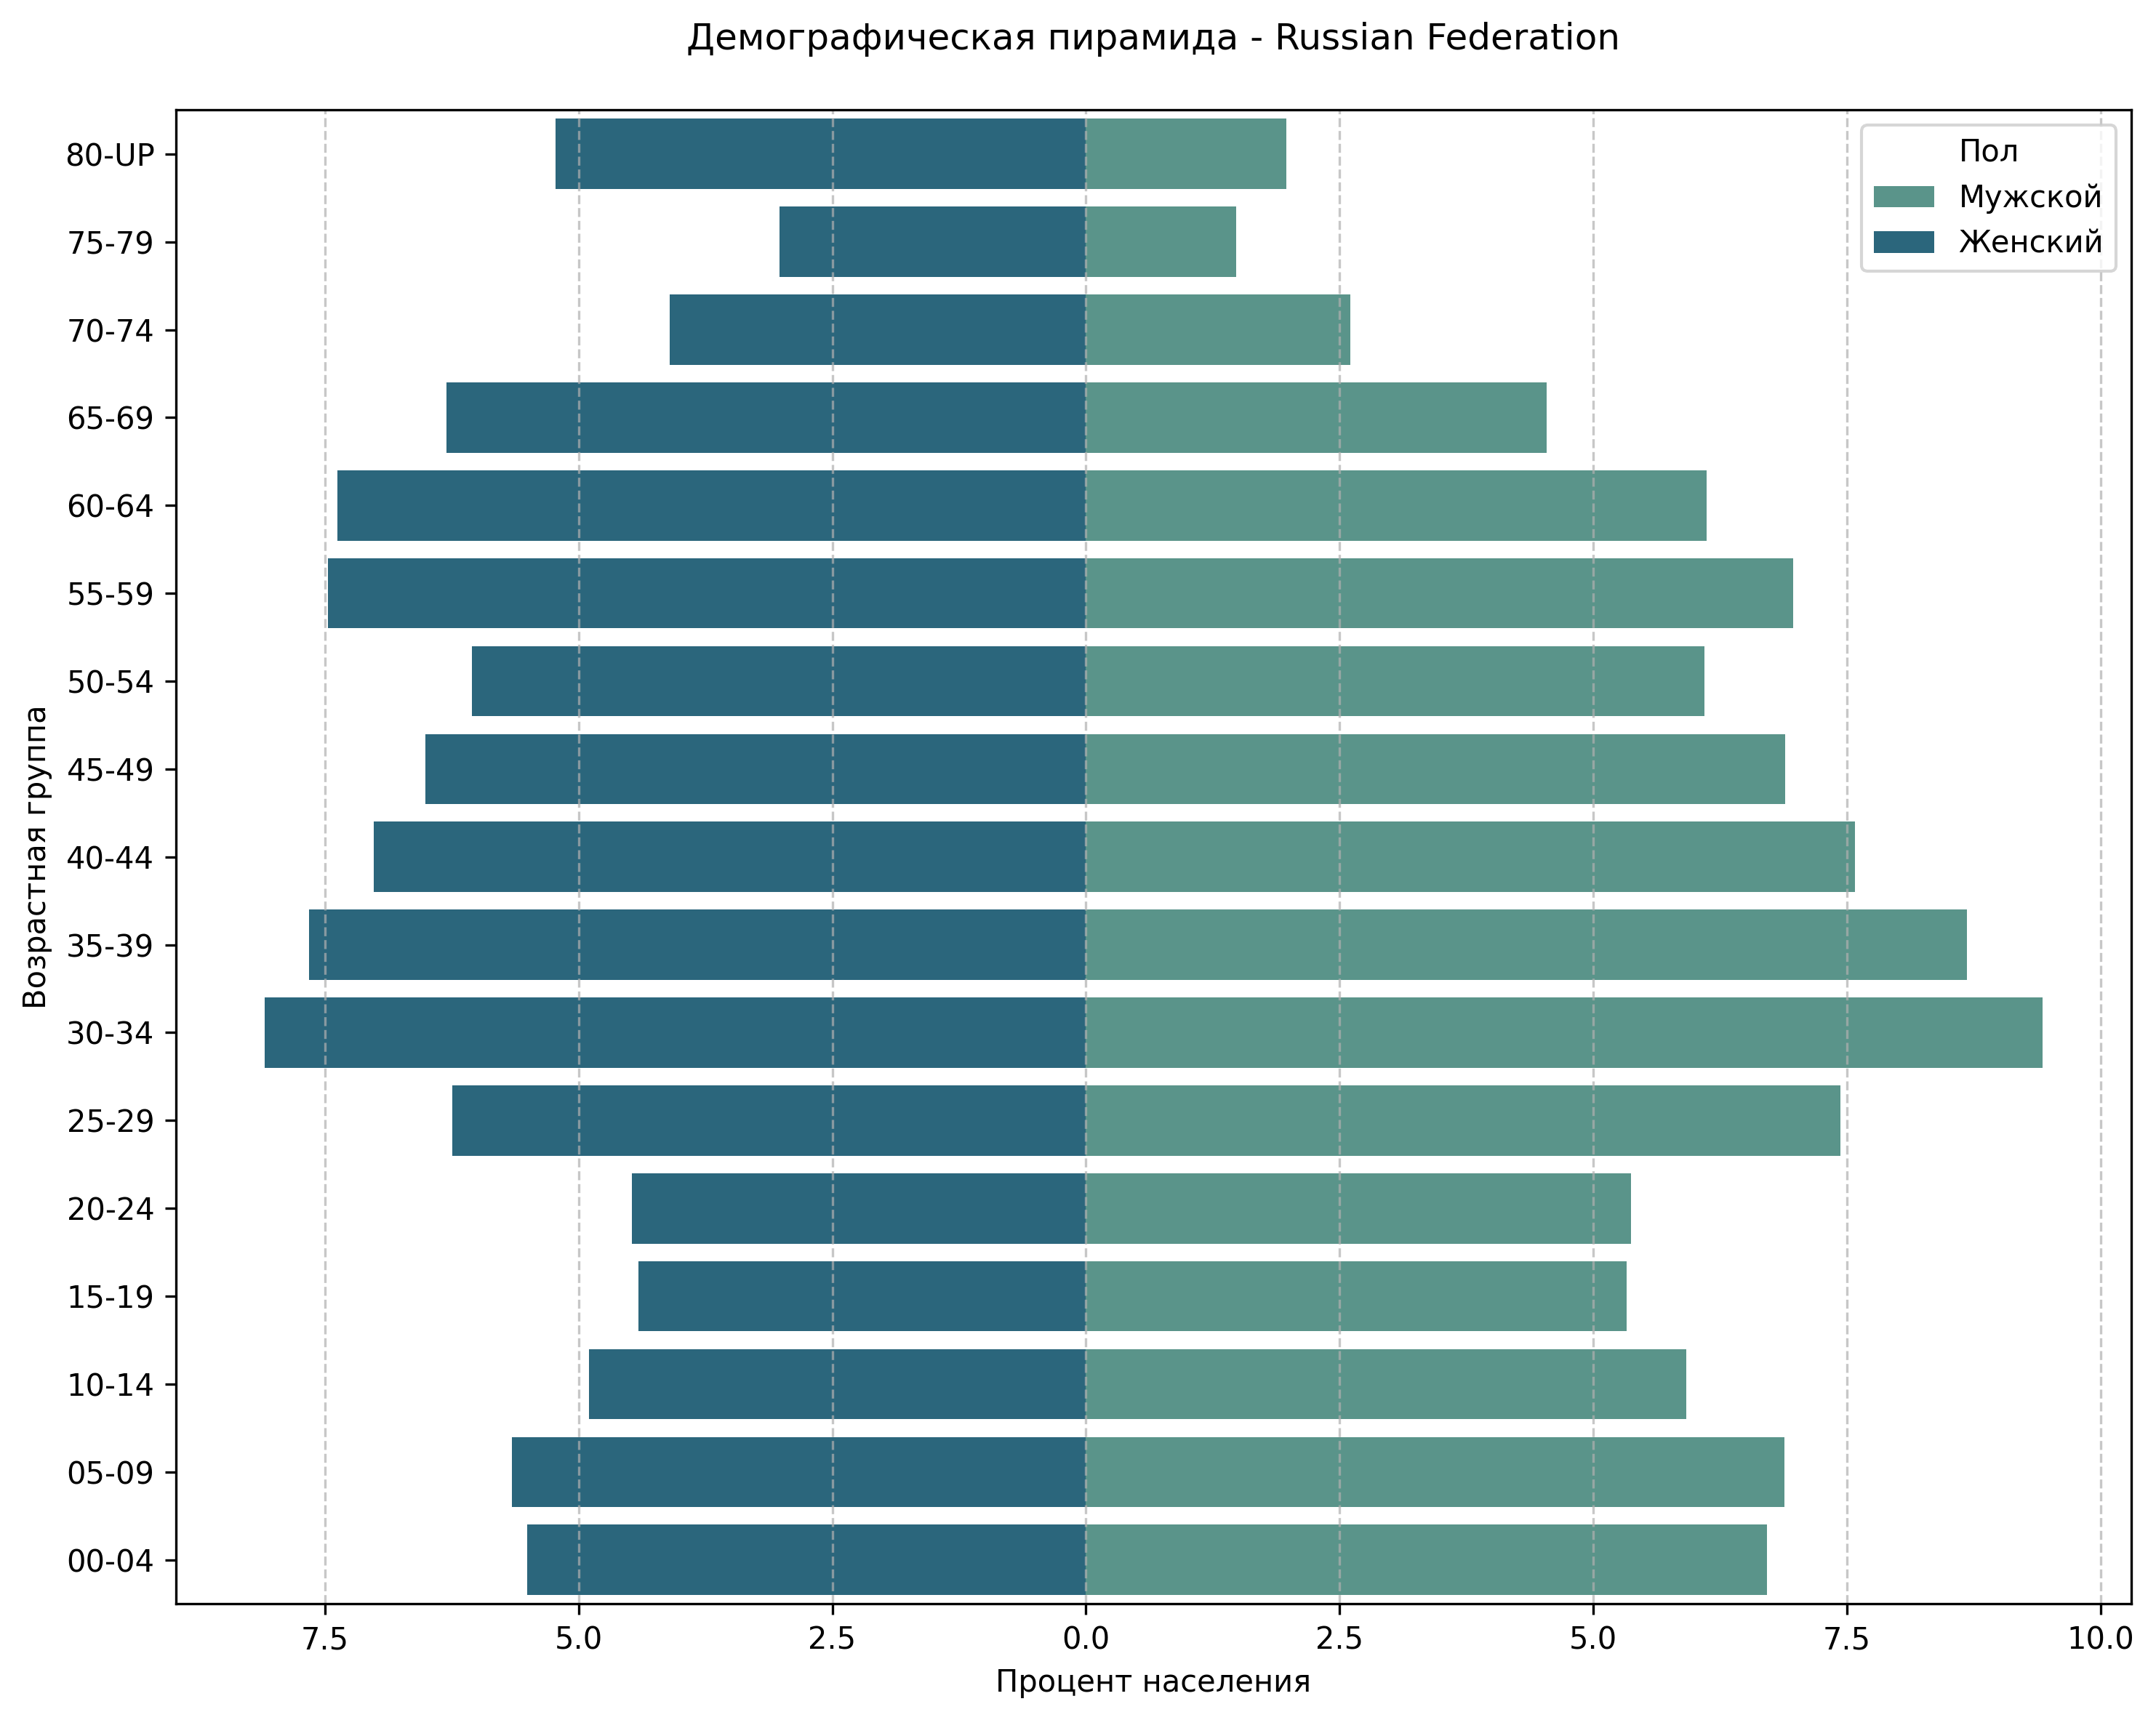 Демографическая пирамида - Russian Federation
Пол
Мужской
Женский
Возрастная группа
80-UP
75-79
70-74
65-69
60-64
55-59
50-54
45-49
40-44
35-39
30-34
25-29
20-24
15-19
10-14
05-09
00-04
7.5 5.0 2.5 0.0 2.5 5.0 7.5 10.0
Процент населения